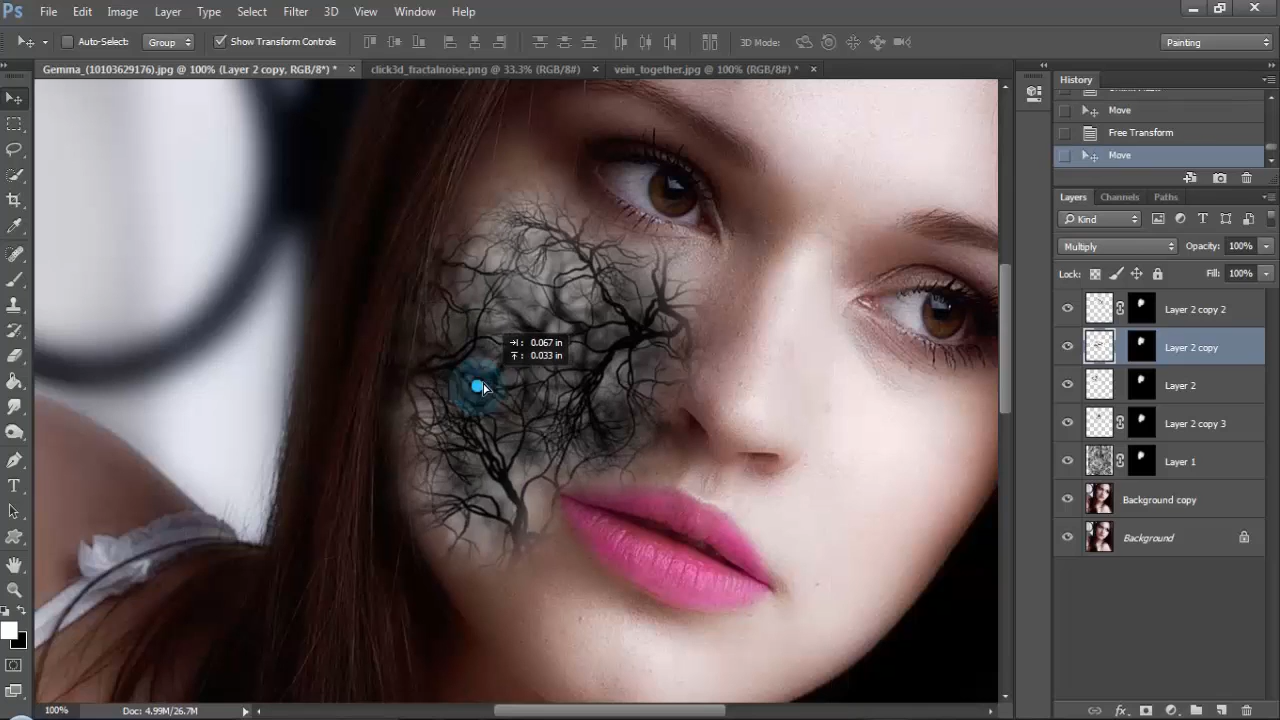 Ps File Edit Image Layer Type Select Filter 3D View Window Help
Auto-Select: Group Show Transform Controls 3D Mode: Painting
Gemma_(10103629176).jpg @ 100% (Layer 2 copy, RGB/8*) * × click3d_fractalnoise.png @ 33.3% (RGB/8#) × vein_together.jpg @ 100% (RGB/8#) * ×
History
Move
Free Transform
Move
Layers Channels Paths
Kind
Multiply Opacity: 100%
Lock: Fill: 100%
Layer 2 copy 2
Layer 2 copy
Layer 2
Layer 2 copy 3
Layer 1
Background copy
Background
0.067 in
0.033 in
100% Doc: 4.99M/26.7M